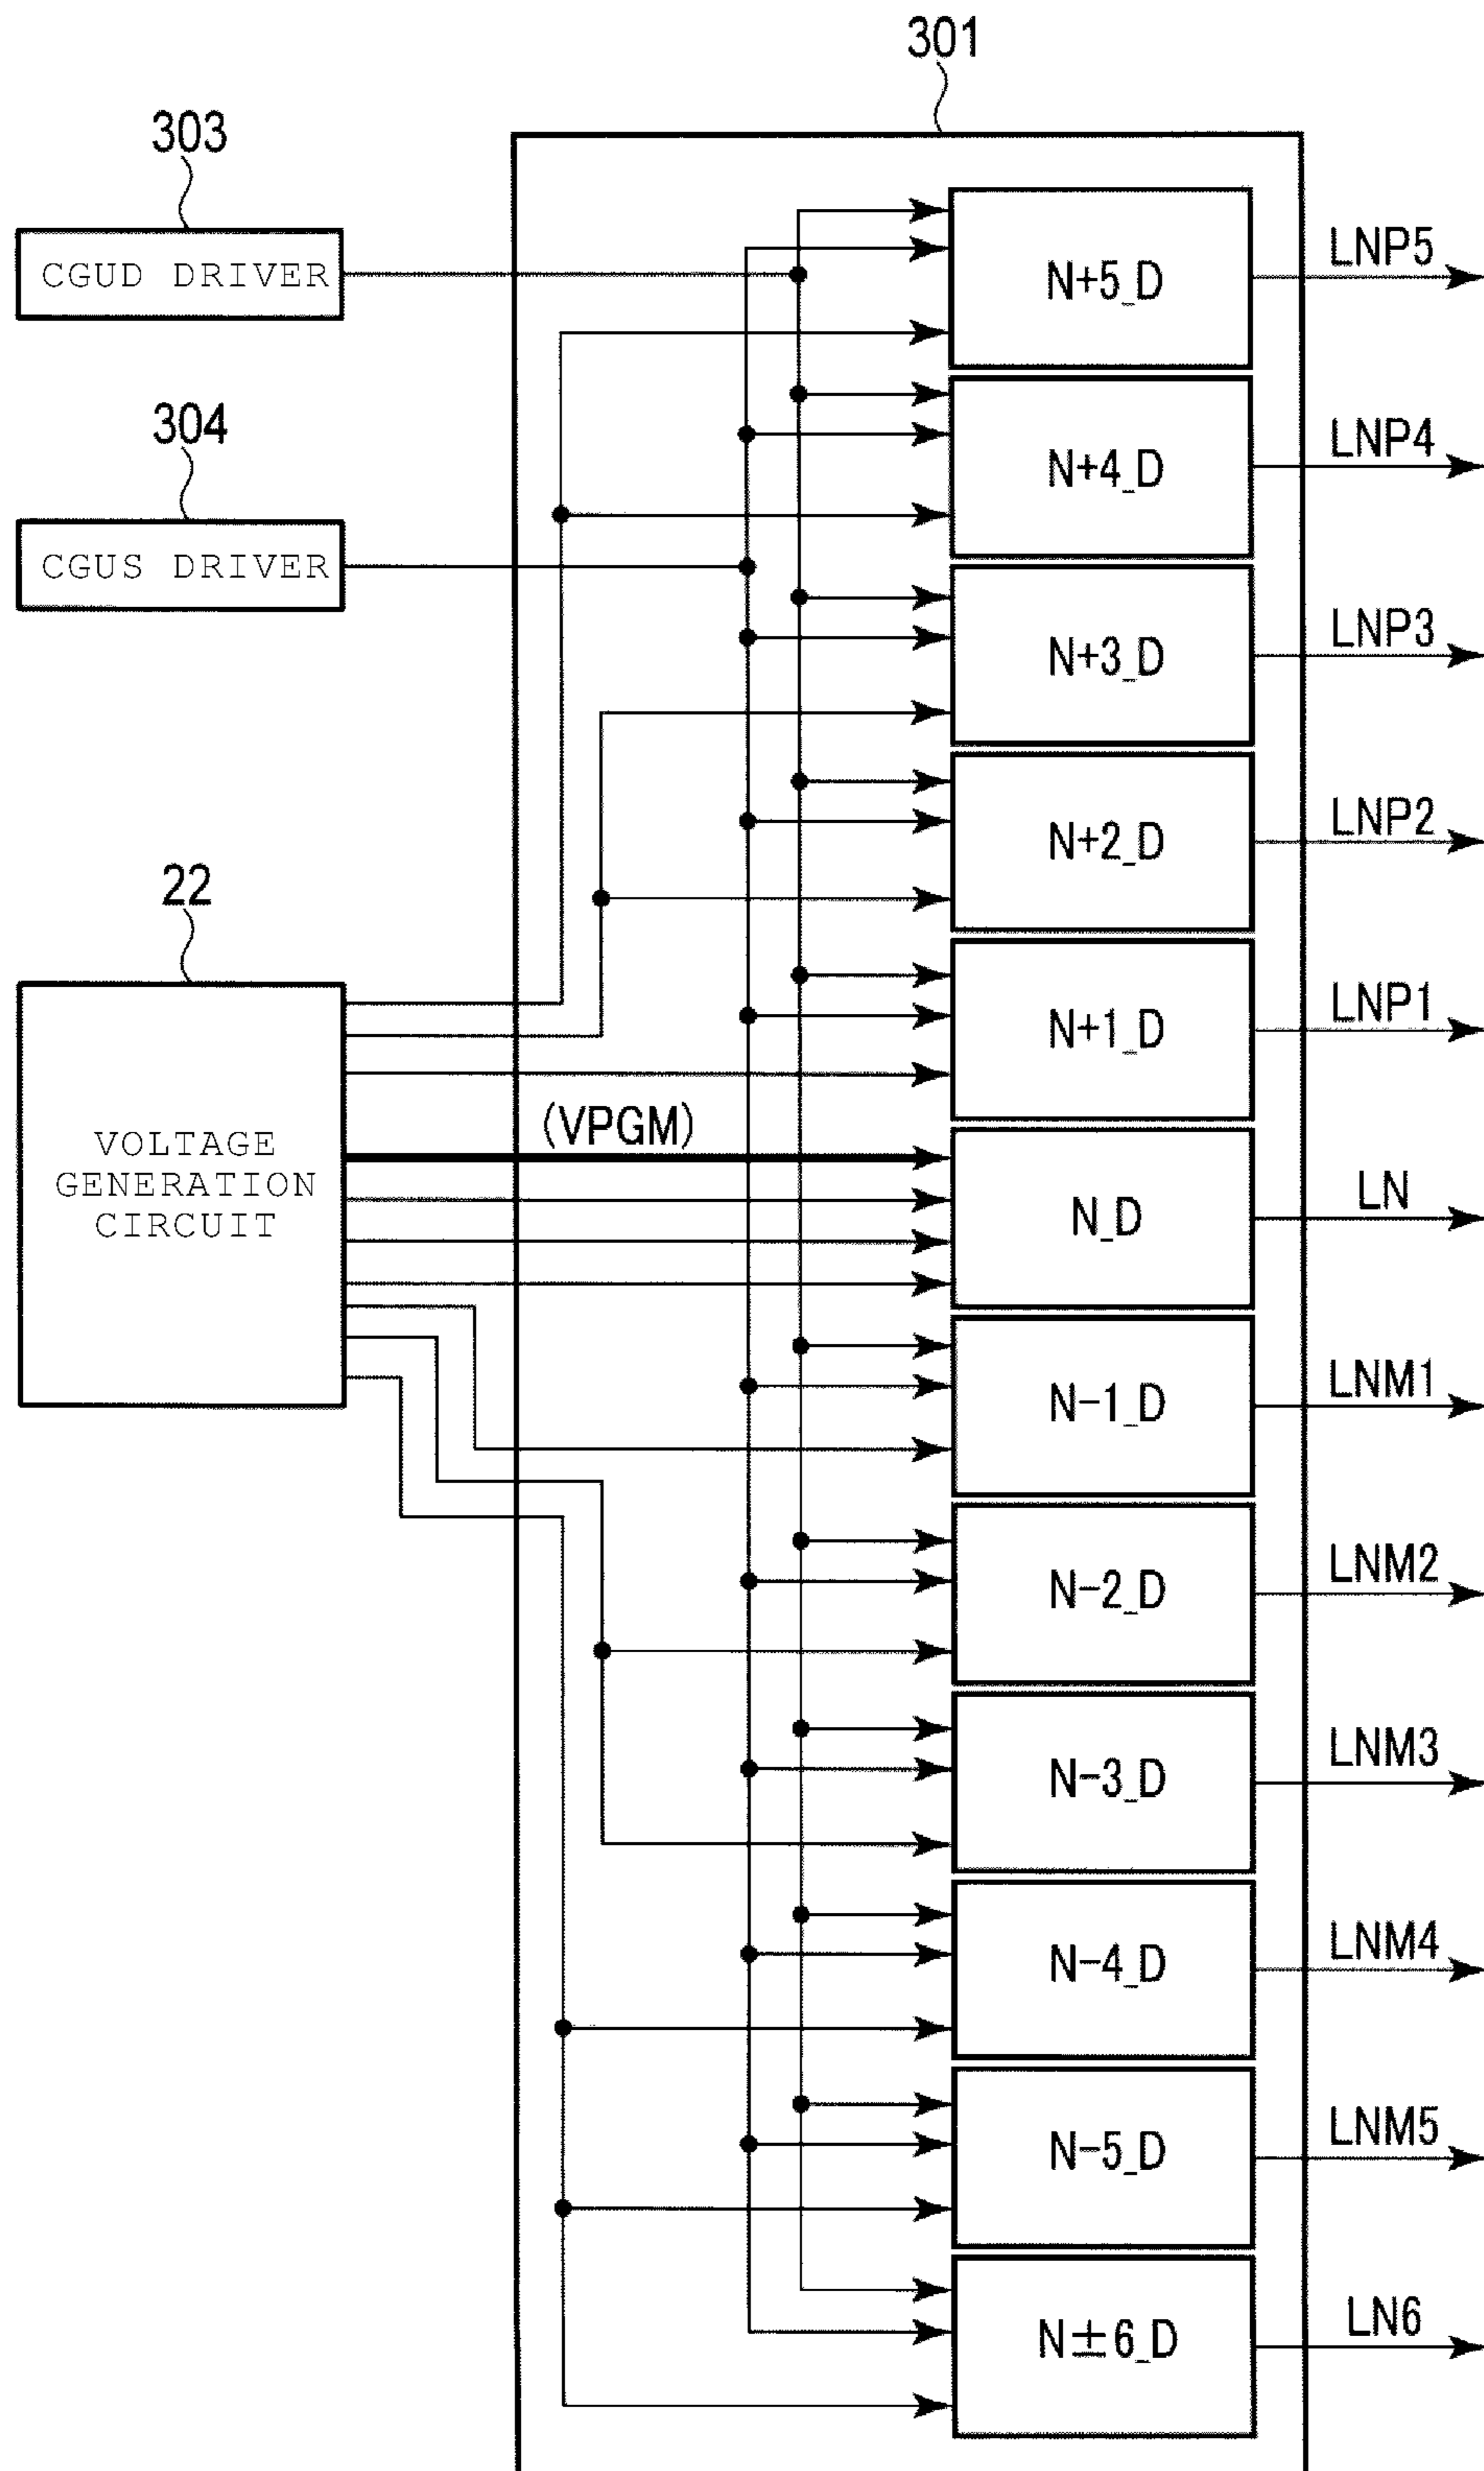 301
303
CGUD DRIVER
N+5_D
LNP5
304
CGUS DRIVER
N+4_D
LNP4
N+3_D
LNP3
N+2_D
LNP2
22
VOLTAGE
GENERATION
CIRCUIT
N+1_D
LNP1
(VPGM)
N_D
LN
N-1_D
LNM1
N-2_D
LNM2
N-3_D
LNM3
N-4_D
LNM4
N-5_D
LNM5
N±6_D
LN6